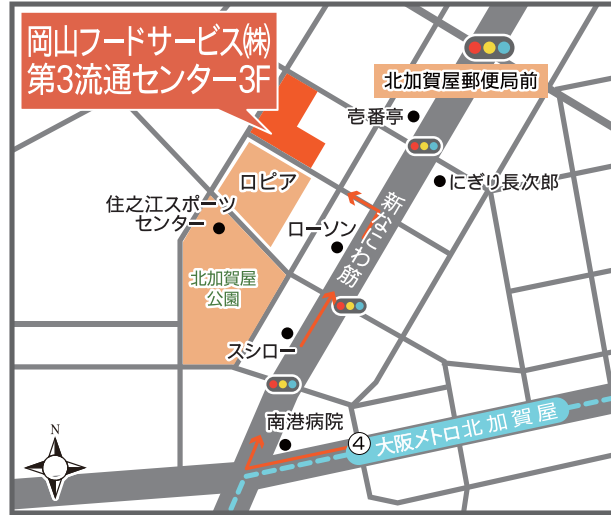 岡山フードサービス㈱
第3流通センター3F
北加賀屋郵便局前
壱番亭
にぎり長次郎
ロピア
住之江スポーツ
センター
ローソン
新なにわ筋
北加賀屋
公園
スシロー
南港病院
④
大阪メトロ北加賀屋
N